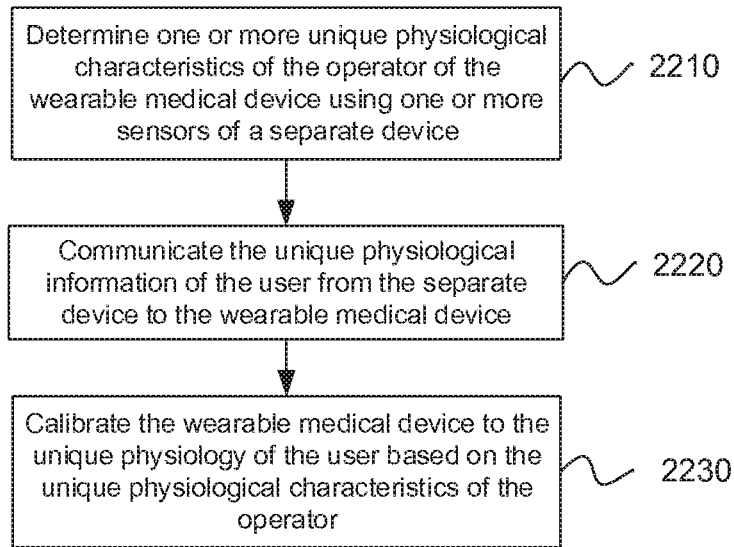 Determine one or more unique physiological
characteristics of the operator of the
wearable medical device using one or more
sensors of a separate device
2210
Communicate the unique physiological
information of the user from the separate
device to the wearable medical device
2220
Calibrate the wearable medical device to the
unique physiology of the user based on the
unique physiological characteristics of the
operator
2230